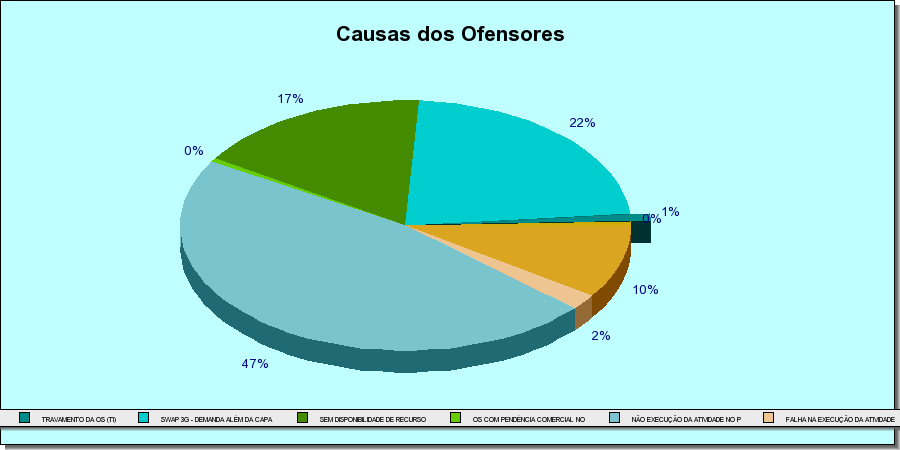 Causas dos Ofensores
17%
22%
0%
0%
1%
10%
2%
47%
TRAVAMENTO DA OS (TI)
SWAP 3G - DEMANDA ALÉM DA CAPA
SEM DISPONIBILIDADE DE RECURSO
OS COM PENDÊNCIA COMERCIAL NO
NÃO EXECUÇÃO DA ATIVIDADE NO P
FALHA NA EXECUÇÃO DA ATIVIDADE